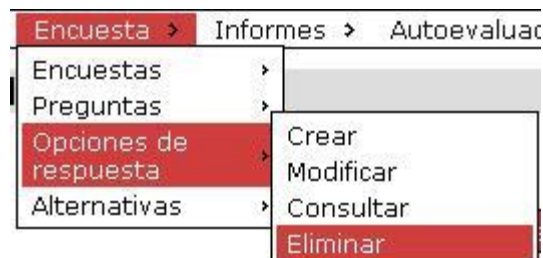 Encuesta Informes Autoevaluac
Encuestas
Preguntas
Opciones de
respuesta
Alternativas
Crear
Modificar
Consultar
Eliminar